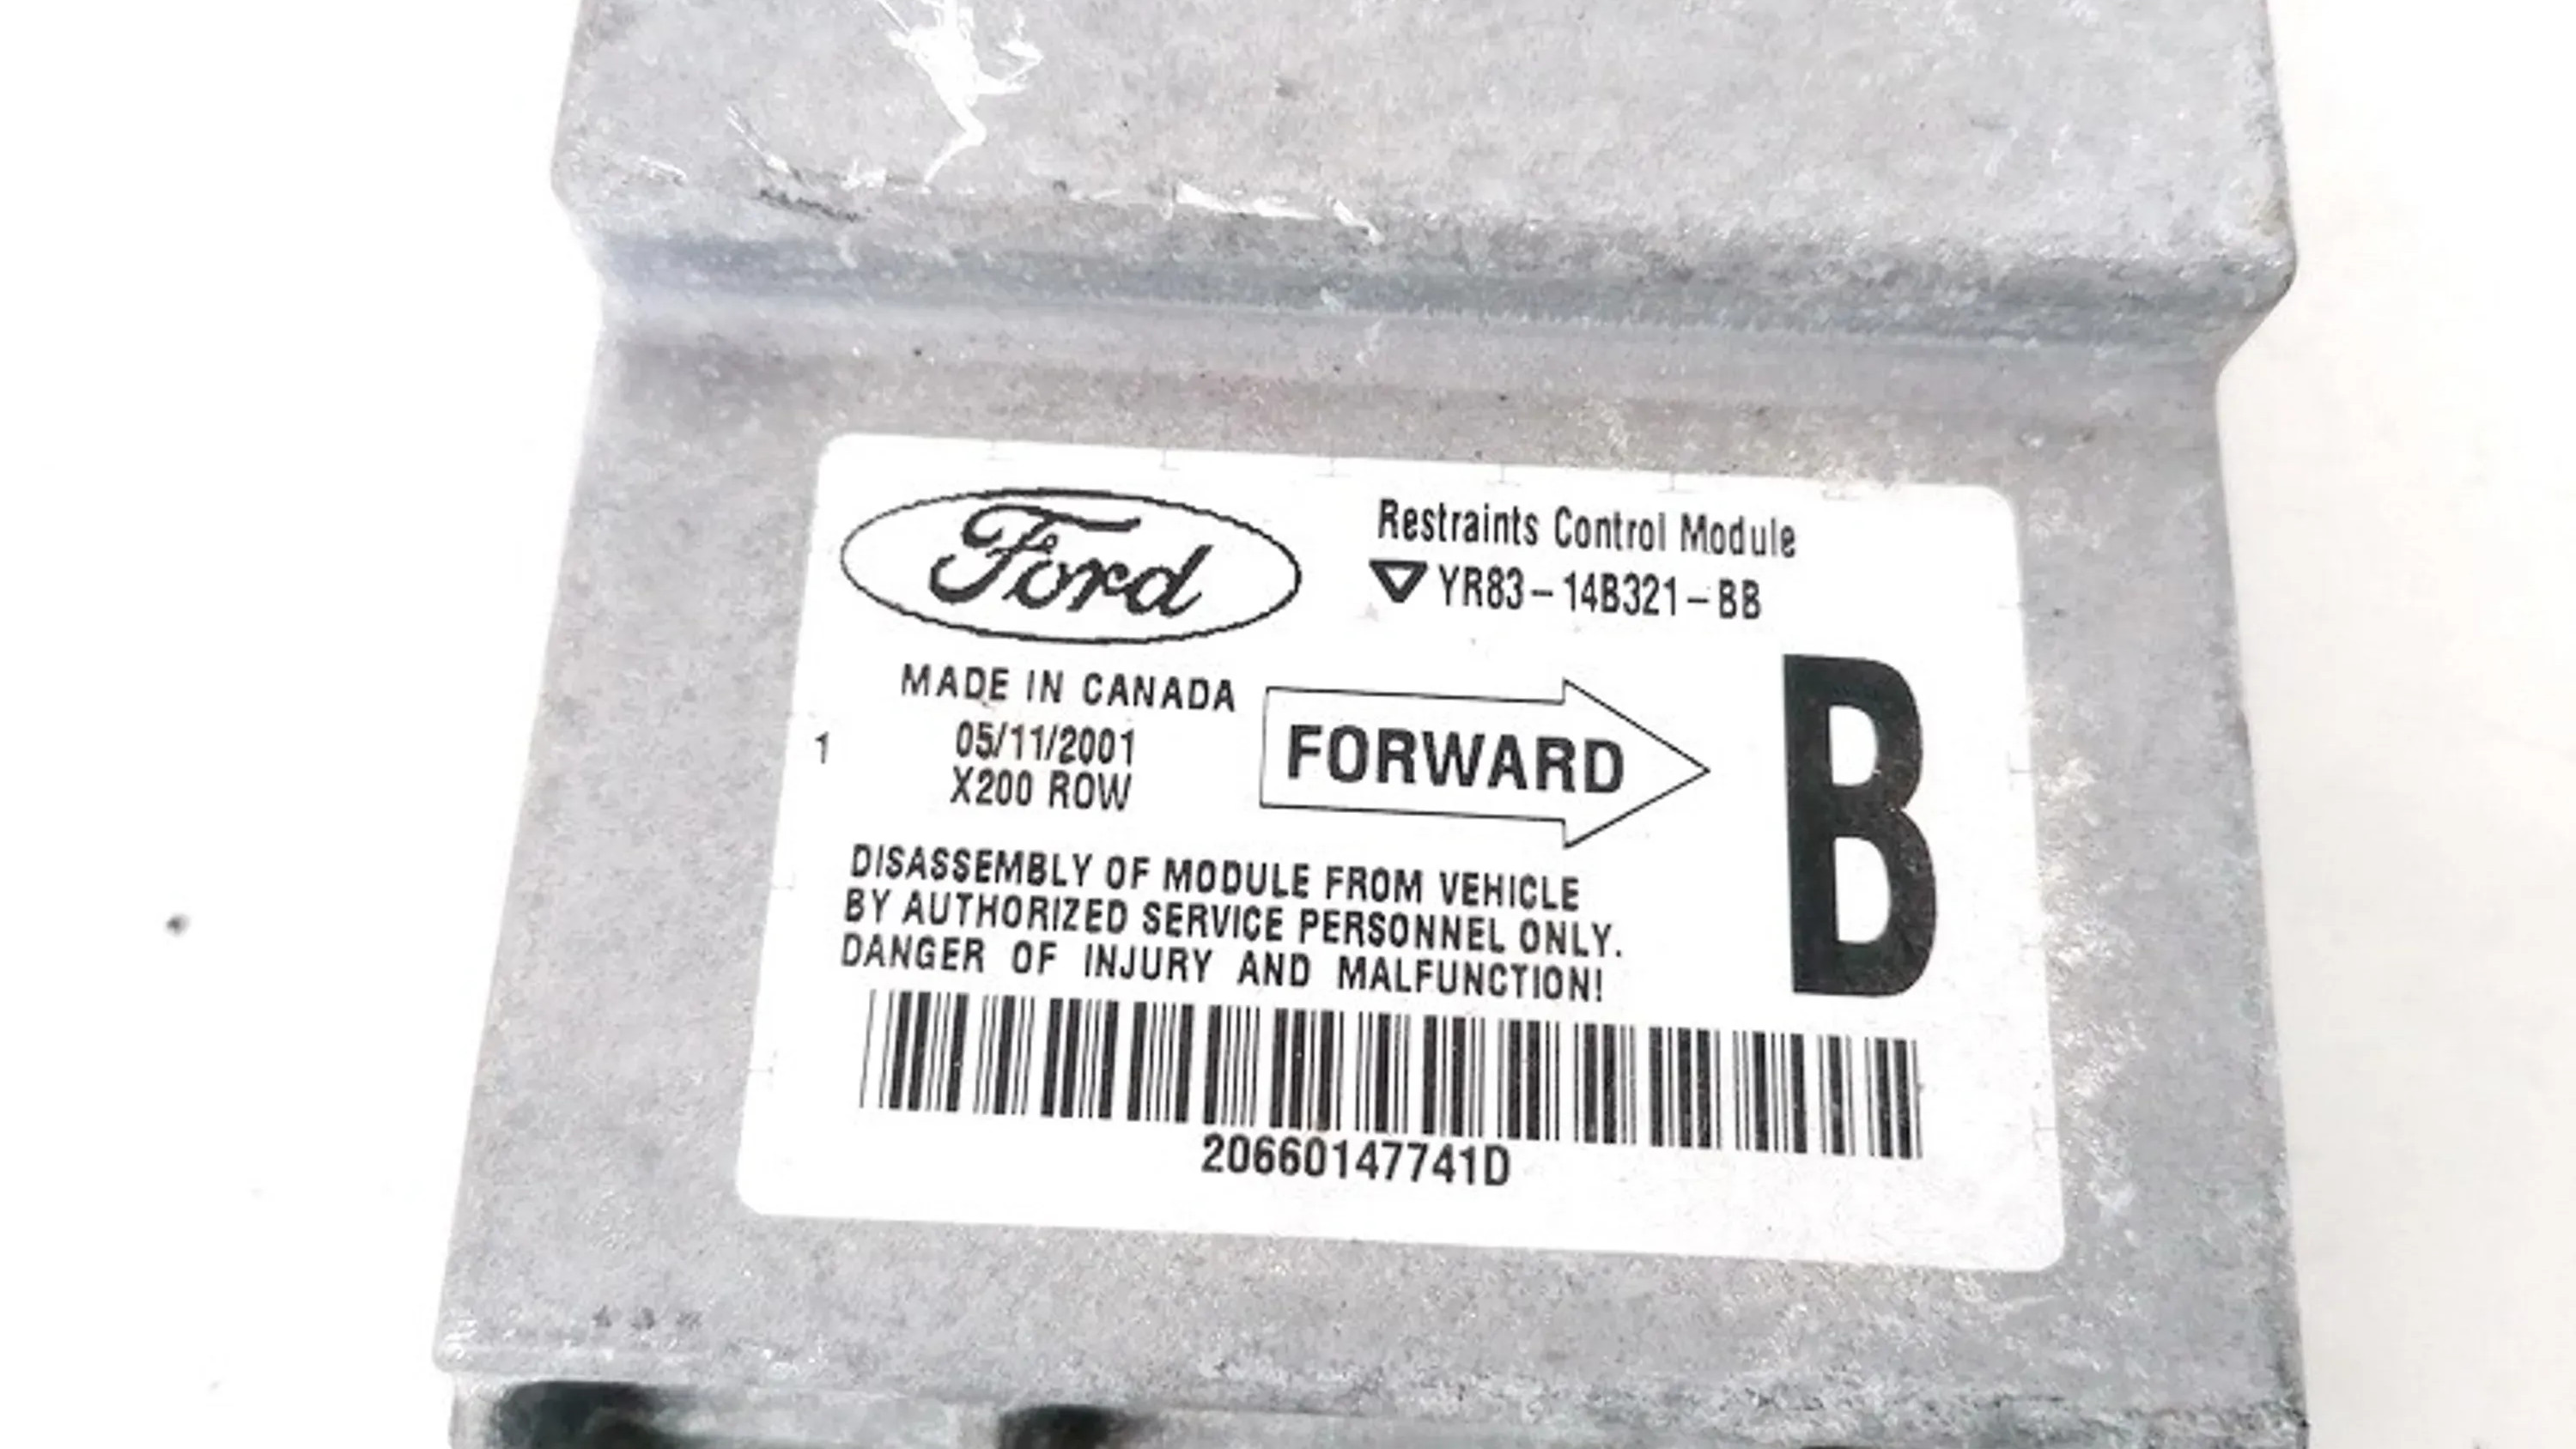 Ford
Restraints Control Module
YR83-14B321-BB
MADE IN CANADA
1
05/11/2001
X200 ROW
FORWARD
B
DISASSEMBLY OF MODULE FROM VEHICLE
BY AUTHORIZED SERVICE PERSONNEL ONLY.
DANGER OF INJURY AND MALFUNCTION!
20660147741D